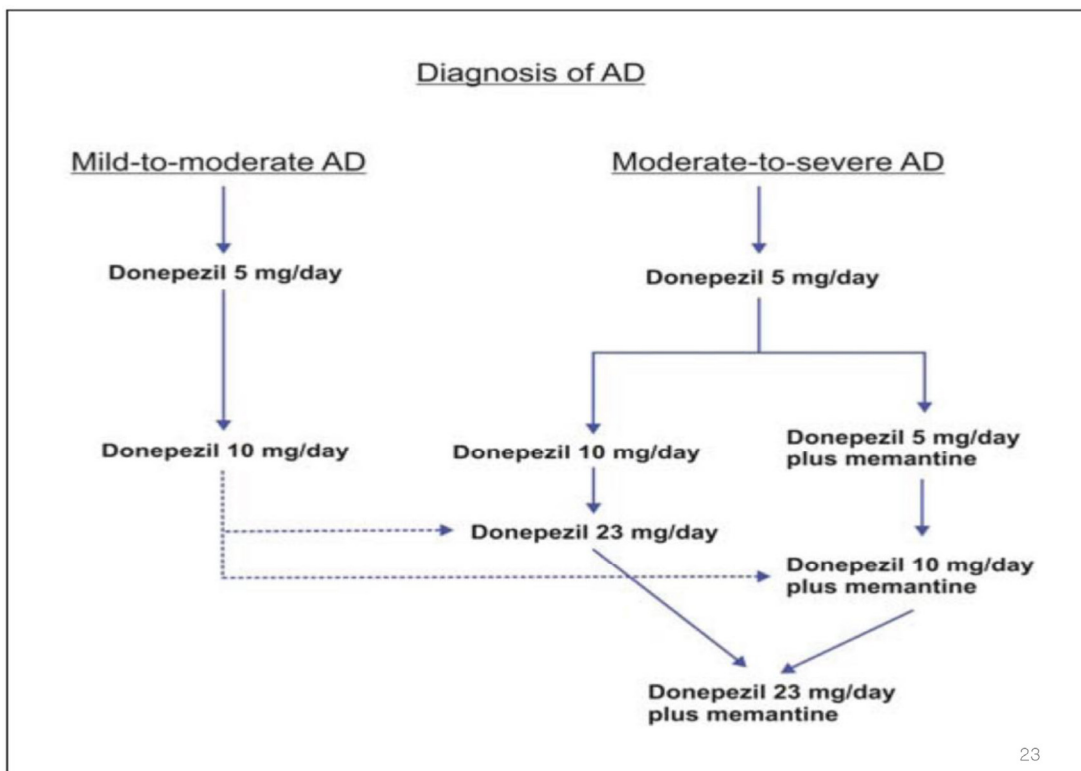 Diagnosis of AD
Mild-to-moderate AD
Moderate-to-severe AD
Donepezil 5 mg/day
Donepezil 5 mg/day
Donepezil 10 mg/day
Donepezil 10 mg/day
Donepezil 5 mg/day
plus memantine
Donepezil 23 mg/day
Donepezil 10 mg/day
plus memantine
Donepezil 23 mg/day
plus memantine
23